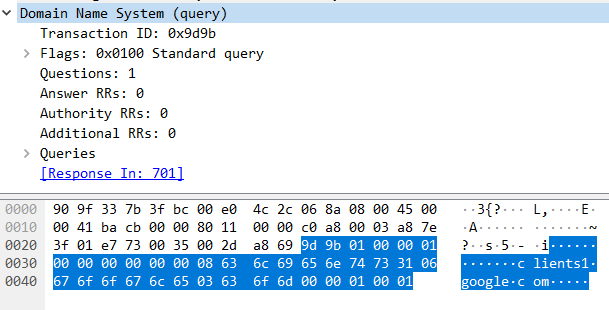 Domain Name System (query)
Transaction ID: 0x9d9b
Flags: 0x0100 Standard query
Questions: 1
Answer RRs: 0
Authority RRs: 0
Additional RRs: 0
Queries
[Response In: 701]
0000 90 9f 33 7b 3f bc 00 e0 4c 2c 06 8a 08 00 45 00 ··3{?··· L,····E·
0010 00 41 ba cb 00 00 80 11 00 00 c0 a8 00 03 a8 7e ·A······ ·······~
0020 3f 01 e7 73 00 35 00 2d a8 69 9d 9b 01 00 00 01 ?··s·5·- ·i······
0030 00 00 00 00 00 00 08 63 6c 69 65 6e 74 73 31 06 ·······c lients1·
0040 67 6f 6f 67 6c 65 03 63 6f 6d 00 00 01 00 01 google·c om·····